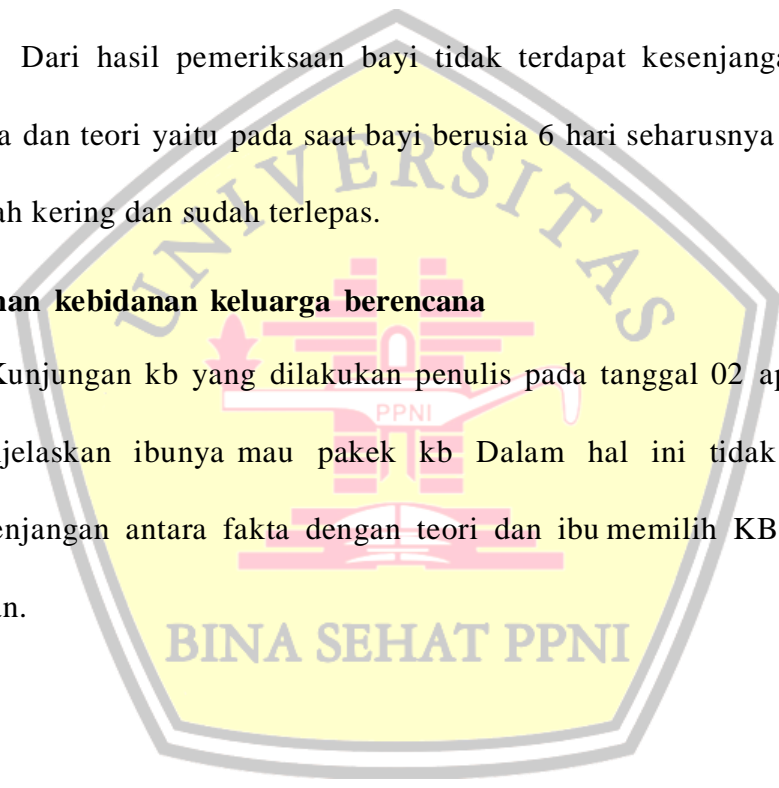 Dari hasil pemeriksaan bayi tidak terdapat kesenjanga
a dan teori yaitu pada saat bayi berusia 6 hari seharusnya
ah kering dan sudah terlepas.
UNIVERSITAS
nan kebidanan keluarga berencana
Kunjungan kb yang dilakukan penulis pada tanggal 02 ap
PPNI
jelaskan ibunya mau pakek kb Dalam hal ini tidak
enjangan antara fakta dengan teori dan ibu memilih KB
n.
BINA SEHAT PPNI